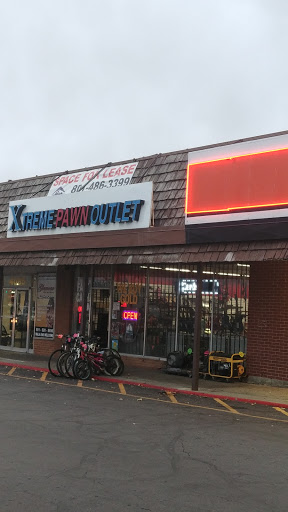 SPACE FOR LEASE
801-486-3399
XTREME PAWN OUTLET
OPEN